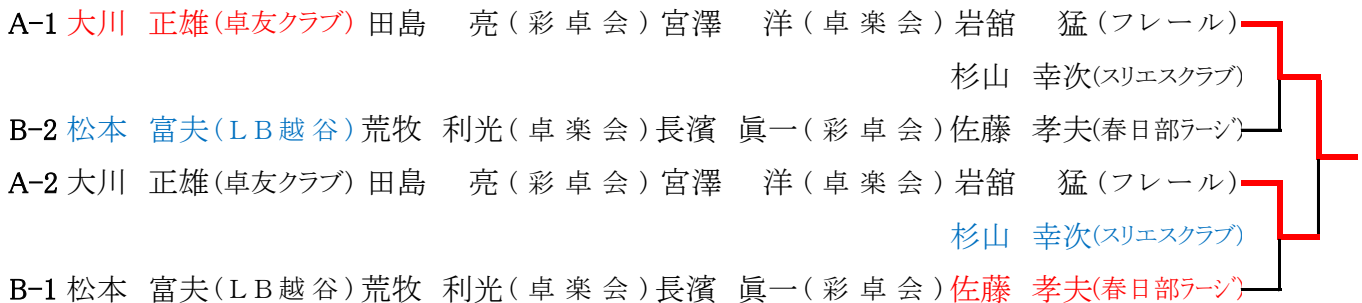 A-1 大川 正雄(卓友クラブ) 田島 亮(彩卓会) 宮澤 洋(卓楽会) 岩舘 猛(フレール)
杉山 幸次(スリエスクラブ)
B-2 松本 富夫(LB越谷) 荒牧 利光(卓楽会) 長濱 眞一(彩卓会) 佐藤 孝夫(春日部ラージ)
A-2 大川 正雄(卓友クラブ) 田島 亮(彩卓会) 宮澤 洋(卓楽会) 岩舘 猛(フレール)
杉山 幸次(スリエスクラブ)
B-1 松本 富夫(LB越谷) 荒牧 利光(卓楽会) 長濱 眞一(彩卓会) 佐藤 孝夫(春日部ラージ)